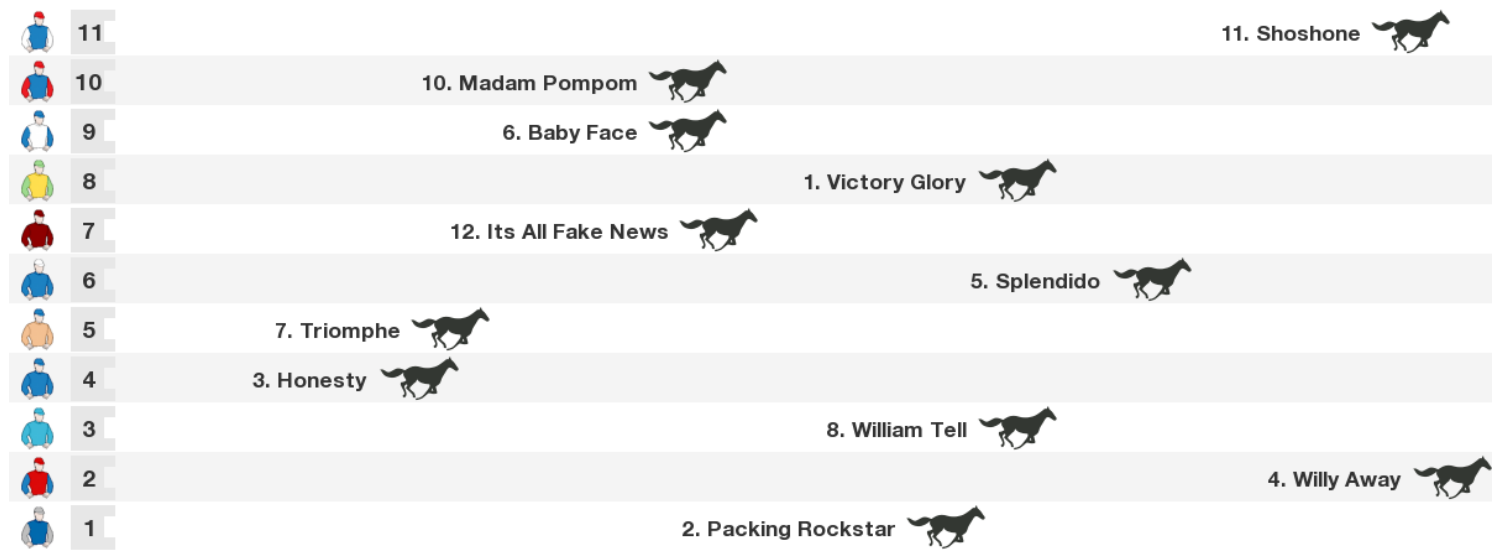 11 11. Shoshone
10 10. Madam Pompom
9 6. Baby Face
8 1. Victory Glory
7 12. Its All Fake News
6 5. Splendido
5 7. Triomphe
4 3. Honesty
3 8. William Tell
2 4. Willy Away
1 2. Packing Rockstar